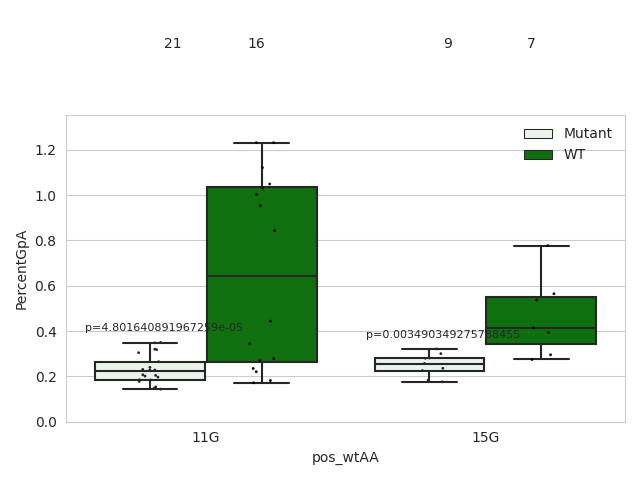 21 16 9 7
Mutant
WT
1.2
1.0
0.8
0.6
0.4
0.2
0.0
PercentGpA
p=4.801640891967259e-05
p=0.003490349275788455
11G 15G
pos_wtAA